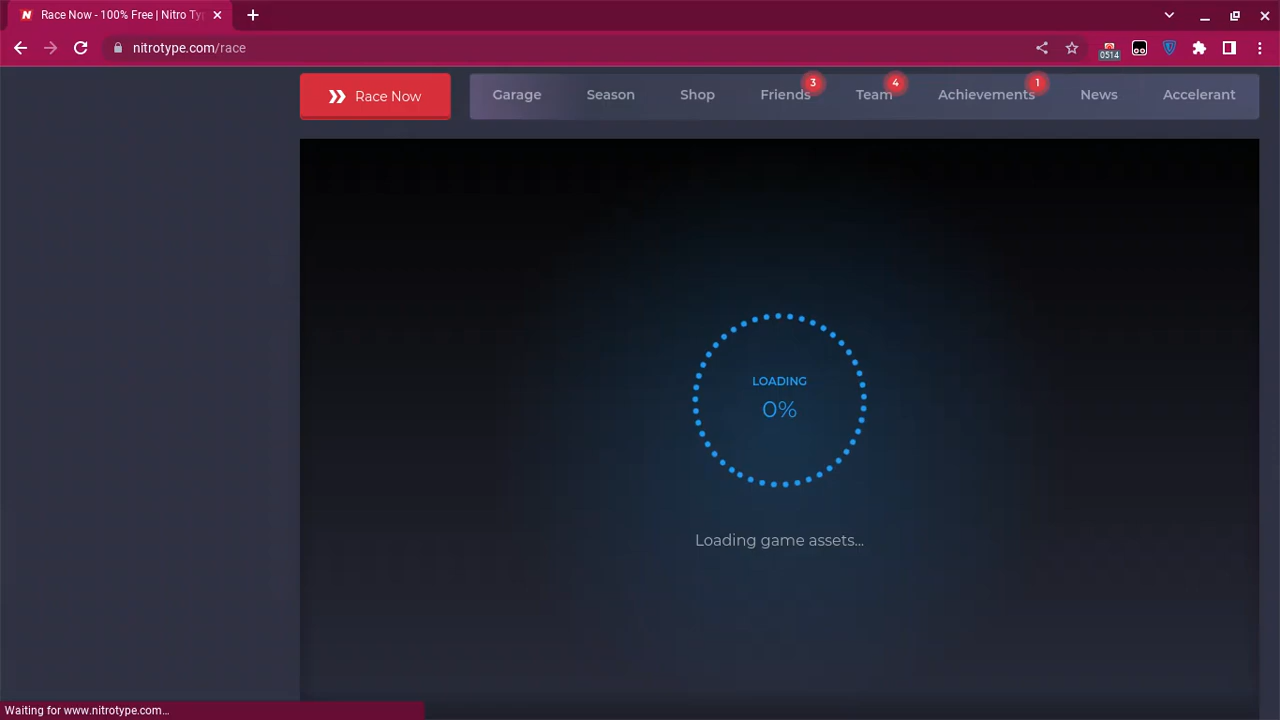 Race Now - 100% Free | Nitro Ty
nitrotype.com/race
0514
Race Now
Garage
Season
Shop
Friends
3
Team
4
Achievements
1
News
Accelerant
LOADING
0%
Loading game assets...
Waiting for www.nitrotype.com...